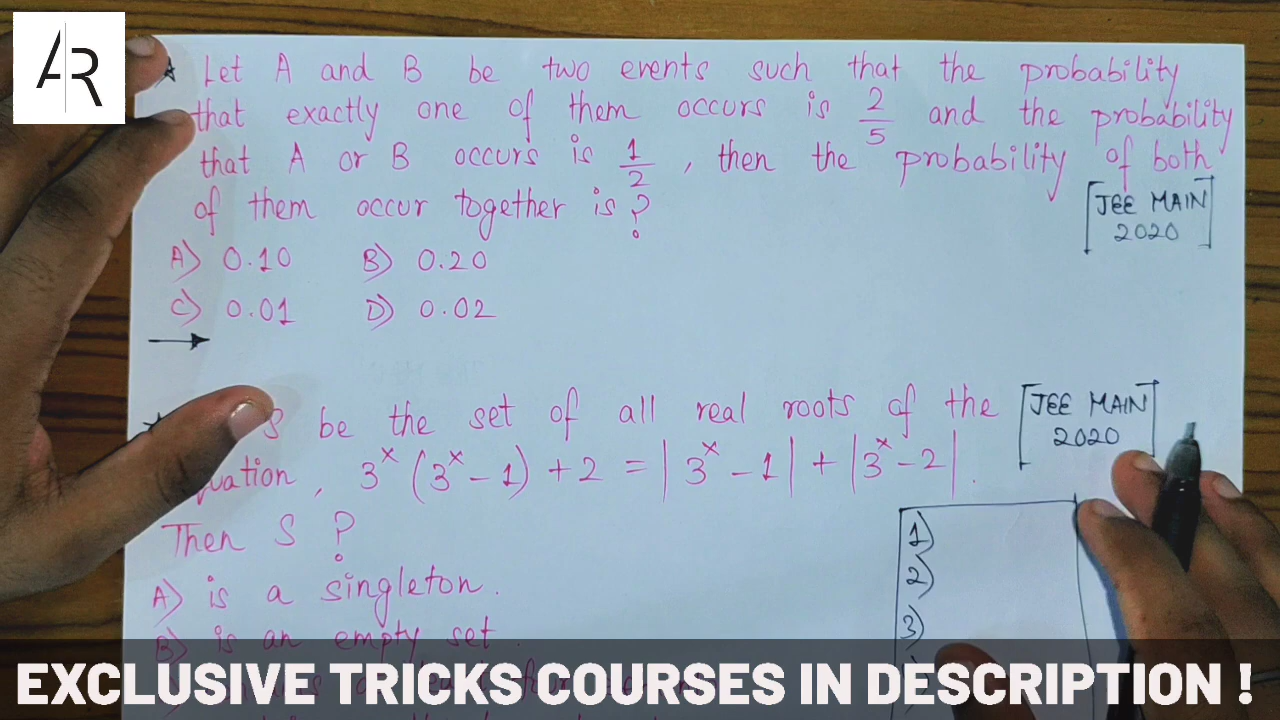 AR
Let A and B be two events such that the probability
that exactly one of them occurs is 2/5 and the probability
that A or B occurs is 1/2, then the probability of both
of them occur together is ?
[JEE MAIN
2020]
A) 0.10 B) 0.20
C) 0.01 D) 0.02
S be the set of all real roots of the
[JEE MAIN
2020]
uation, 3^x (3^x - 1) + 2 = |3^x - 1| + |3^x - 2|.
Then S ?
1)
2)
A) is a singleton.
3)
B) is an empty set.
EXCLUSIVE TRICKS COURSES IN DESCRIPTION !